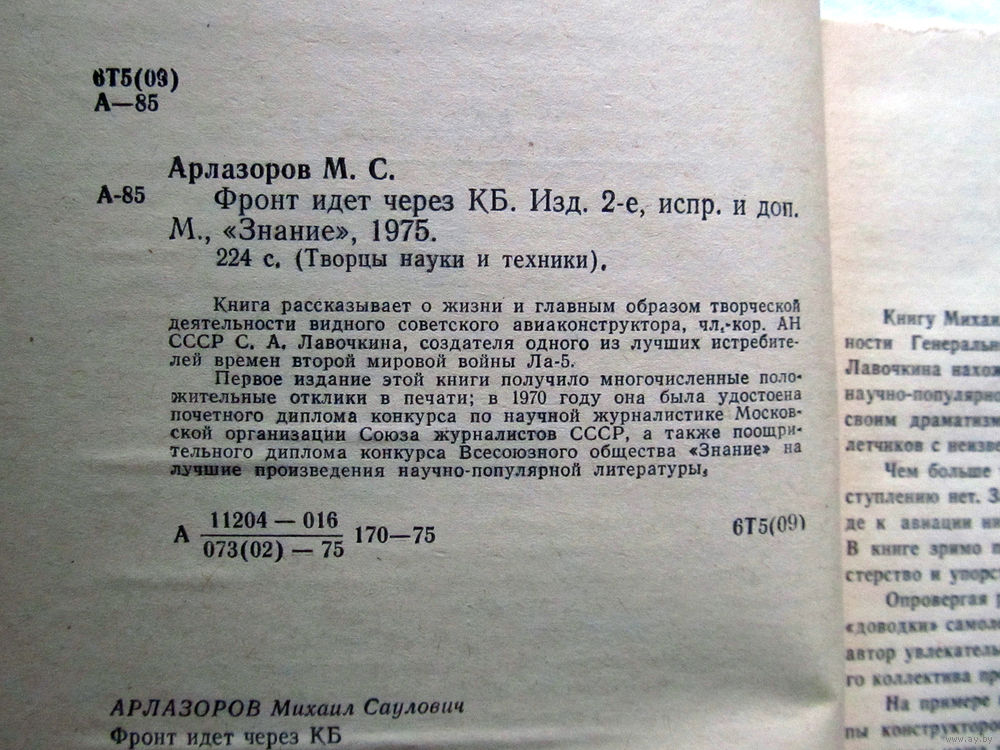 6Т5(09)
А—85
Арлазоров М. С.
А-85
Фронт идет через КБ. Изд. 2-е, испр. и доп.
М., «Знание», 1975.
224 с. (Творцы науки и техники).
Книга рассказывает о жизни и главным образом творческой
деятельности видного советского авиаконструктора, чл.-кор. АН
СССР С. А. Лавочкина, создателя одного из лучших истребите-
лей времен второй мировой войны Ла-5.
Первое издание этой книги получило многочисленные поло-
жительные отклики в печати; в 1970 году она была удостоена
почетного диплома конкурса по научной журналистике Москов-
ской организации Союза журналистов СССР, а также поощри-
тельного диплома конкурса Всесоюзного общества «Знание» на
лучшие произведения научно-популярной литературы.
А 11204 — 016
073(02) — 75
170—75
6Т5(09)
АРЛАЗОРОВ Михаил Саулович
Фронт идет через КБ
Книгу Михаи
ности Генераль
Лавочкина нахо
научно-популярно
своим драматизм
летчиков с неизве
Чем больше
ступлению нет. З
де к авиации ни
В книге зримо п
стерство и упорс
Опровергая
«доводки» самоле
автор увлекатель
го коллектива пр
На примере
пы конструкторо
www.ay.by